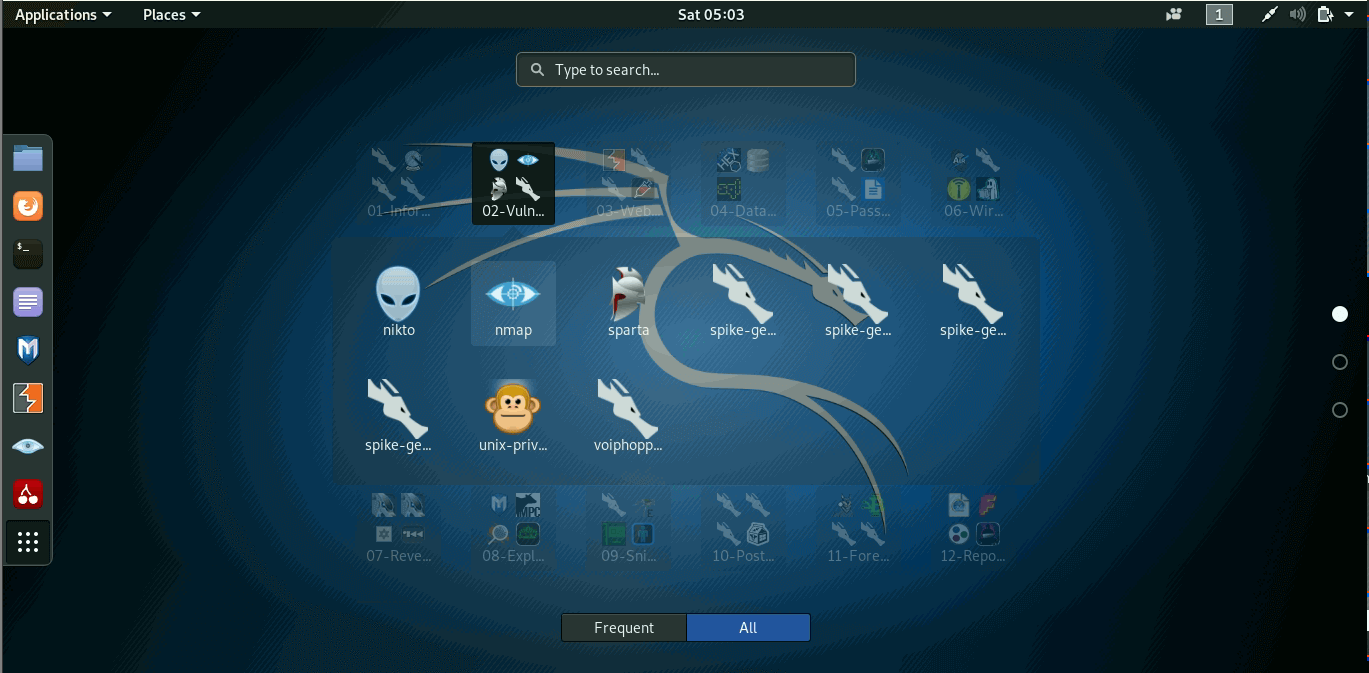 Applications Places Sat 05:03 1
Type to search...
01-Infor... 02-Vuln... 03-Web... 04-Data... 05-Pass... 06-Wir...
nikto nmap sparta spike-ge... spike-ge... spike-ge...
spike-ge... unix-priv... voiphopp...
07-Reve... 08-Expl... 09-Sni... 10-Post... 11-Fore... 12-Repo...
Frequent All